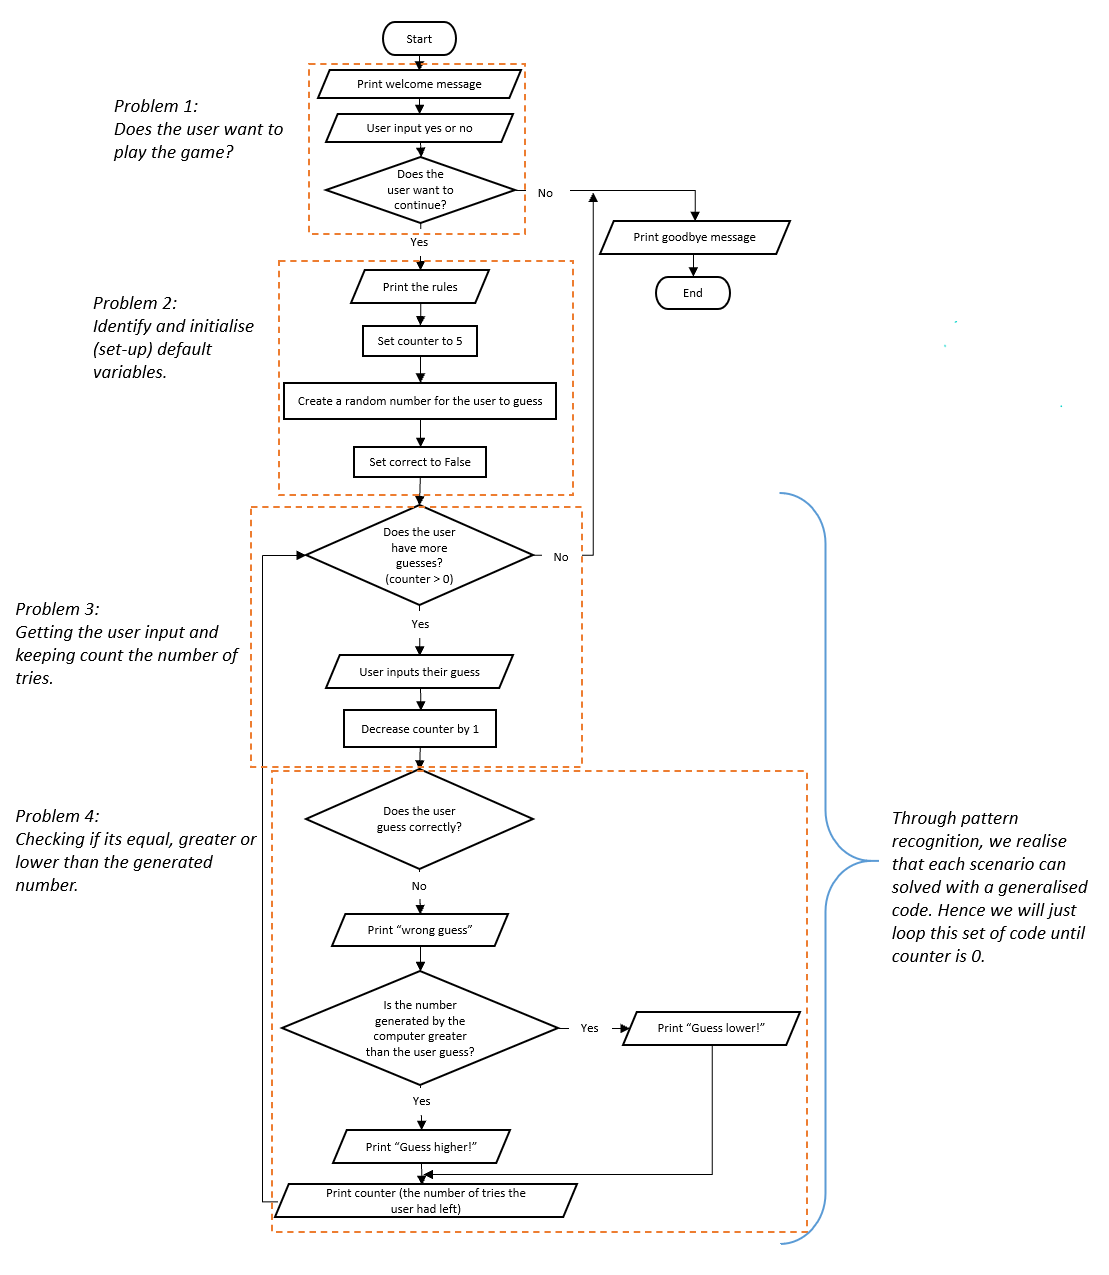 Start
Print welcome message
Problem 1:
Does the user want to
play the game?
User input yes or no
Does the
user want to
continue?
No
Print goodbye message
End
Yes
Problem 2:
Identify and initialise
(set-up) default
variables.
Print the rules
Set counter to 5
Create a random number for the user to guess
Set correct to False
Does the user
have more
guesses?
(counter > 0)
No
Yes
Problem 3:
Getting the user input and
keeping count the number of
tries.
User inputs their guess
Decrease counter by 1
Problem 4:
Checking if its equal, greater or
lower than the generated
number.
Does the user
guess correctly?
No
Print “wrong guess”
Is the number
generated by the
computer greater
than the user guess?
Yes
Print “Guess lower!”
Yes
Print “Guess higher!”
Print counter (the number of tries the
user had left)
Through pattern
recognition, we realise
that each scenario can
solved with a generalised
code. Hence we will just
loop this set of code until
counter is 0.